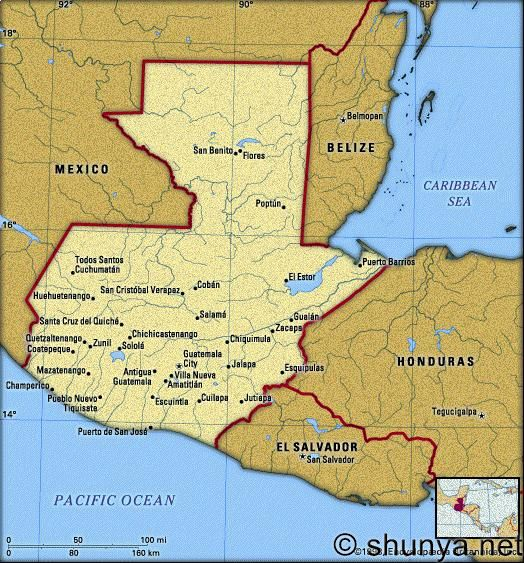 92°
90°
88°
18°
Belmopan
BELIZE
MEXICO
San Benito
Flores
CARIBBEAN
SEA
Poptún
16°
Todos Santos
Cuchumatán
Puerto Barrios
El Estor
Cobán
San Cristóbal Verapaz
Huehuetenango
Salamá
Gualán
Santa Cruz del Quiché
Zacapa
Chichicastenango
Quetzaltenango
Zunil
Sololá
Chiquimula
Coatepeque
Guatemala
City
HONDURAS
Mazatenango
Antigua
Guatemala
Villa Nueva
Amatitlán
Jalapa
Esquipulas
Champerico
Pueblo Nuevo
Tiquisate
Escuintla
Cuilapa
Jutiapa
14°
Tegucigalpa
Puerto de San José
EL SALVADOR
San Salvador
PACIFIC OCEAN
0 50 100 mi
0 80 160 km
© shunya.net